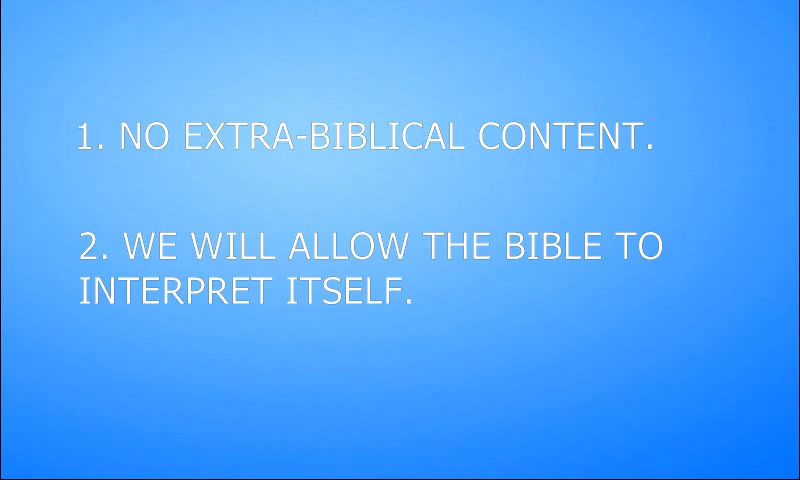 1. NO EXTRA-BIBLICAL CONTENT.
2. WE WILL ALLOW THE BIBLE TO
INTERPRET ITSELF.